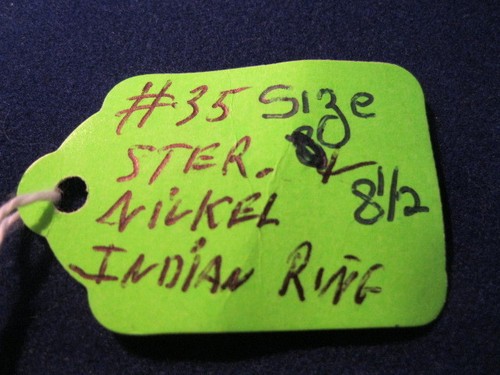 #35 Size
STER. 8 1/2
NICKEL
INDIAN RING